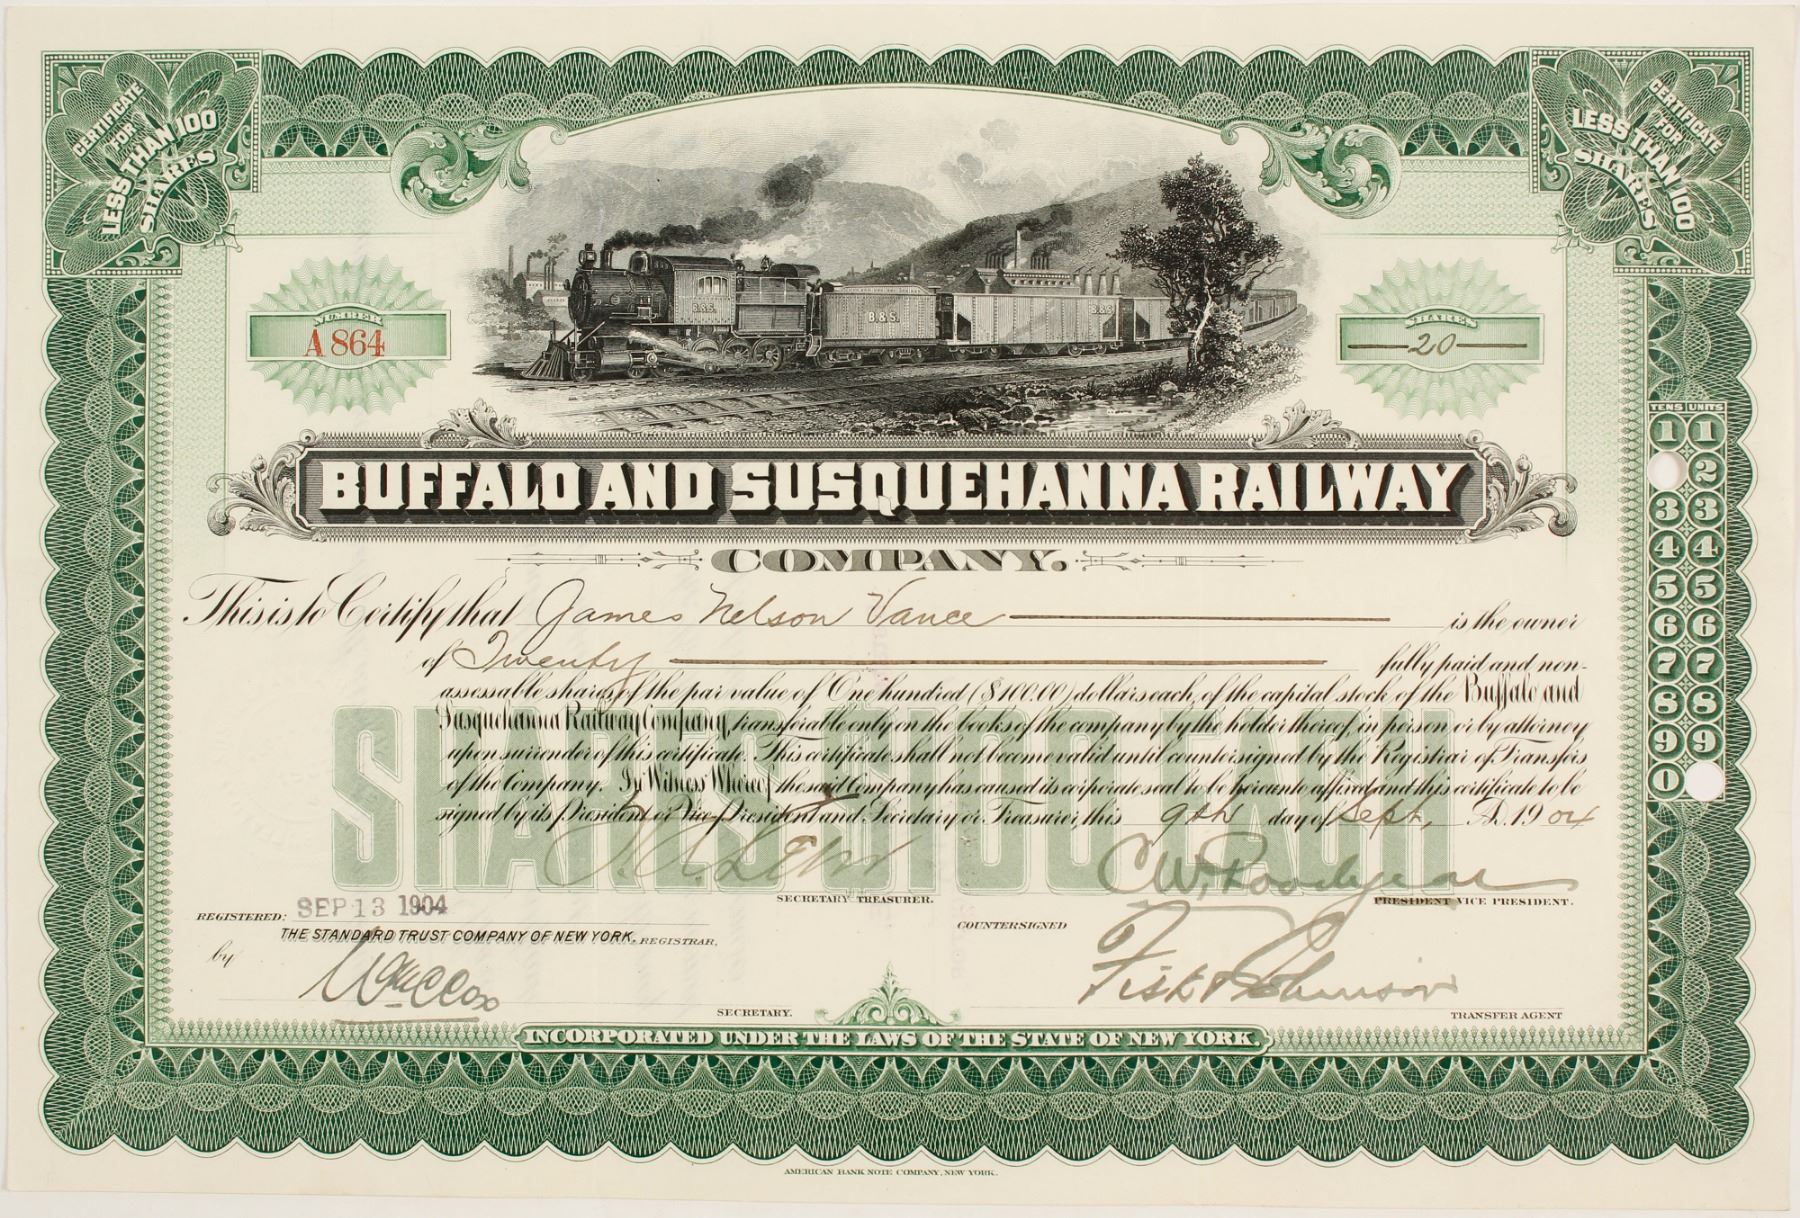 CERTIFICATE
FOR
LESS THAN 100
SHARES
CERTIFICATE
FOR
LESS THAN 100
SHARES
NUMBER
A 864
B.&S.
B.&S.
B.&S.
SHARES
20
TENS UNITS
1 1
2
3 3
4 4
5 5
6 6
7 7
8 8
9 9
0
BUFFALO AND SUSQUEHANNA RAILWAY
COMPANY.
This is to Certify that James Nelson Vance is the owner
of Twenty fully paid and non-
assessable shares of the par value of One hundred ($100.00) dollars each, of the capital stock of the Buffalo and
Susquehanna Railway Company, transferable only on the books of the company by the holder thereof, in person or by attorney,
upon surrender of this certificate. This certificate shall not become valid until countersigned by the Registrar of Transfers
of the Company. In Witness Whereof the said Company has caused its corporate seal to be hereunto affixed and this certificate to be
signed by its President or Vice-President and Secretary or Treasurer, this 9th day of Sept, A.D. 1904
SHARES $100 EACH
SECRETARY TREASURER.
PRESIDENT VICE PRESIDENT.
REGISTERED: SEP 13 1904
THE STANDARD TRUST COMPANY OF NEW YORK, REGISTRAR,
by
SECRETARY.
COUNTERSIGNED
Fisk & Robinson
TRANSFER AGENT
INCORPORATED UNDER THE LAWS OF THE STATE OF NEW YORK.
AMERICAN BANK NOTE COMPANY, NEW YORK.